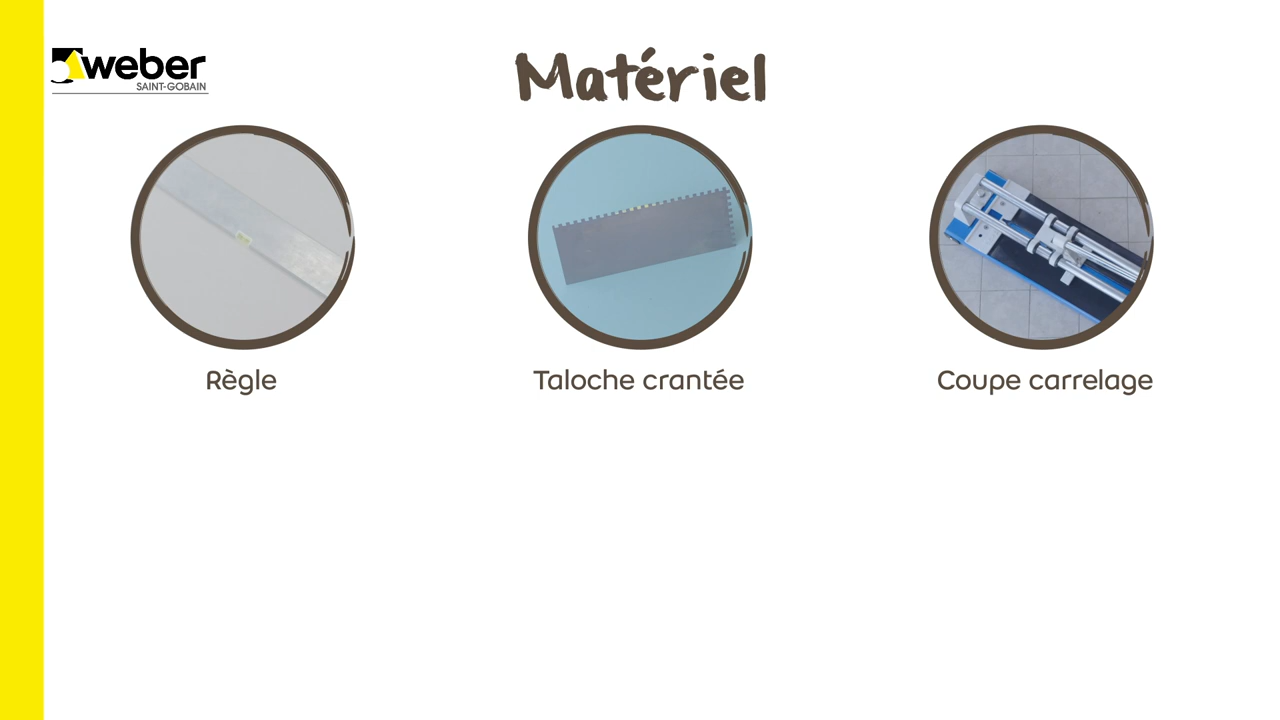 weber
SAINT-GOBAIN
Matériel
Règle
Taloche crantée
Coupe carrelage